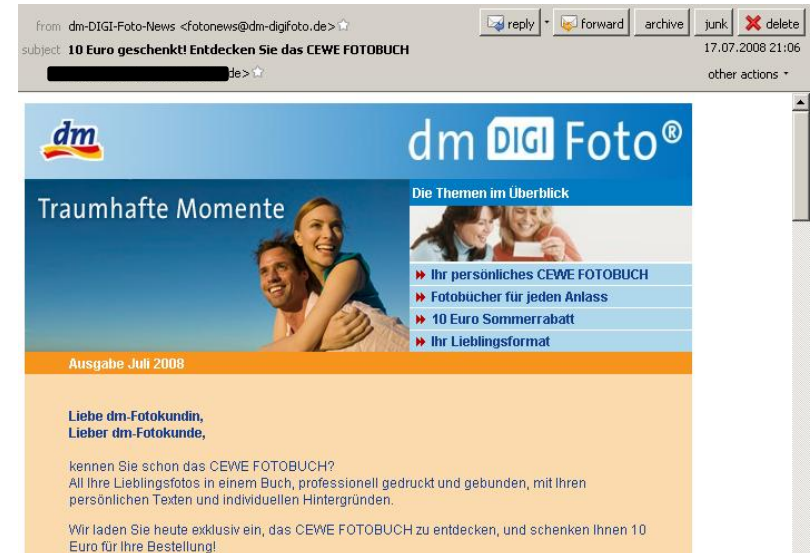 from dm-DIGI-Foto-News <fotonews@dm-digifoto.de>
reply forward archive junk delete
subject 10 Euro geschenkt! Entdecken Sie das CEWE FOTOBUCH
17.07.2008 21:06
de>
other actions
dm
dm DIGI Foto®
Traumhafte Momente
Die Themen im Überblick
Ihr persönliches CEWE FOTOBUCH
Fotobücher für jeden Anlass
10 Euro Sommerrabatt
Ihr Lieblingsformat
Ausgabe Juli 2008
Liebe dm-Fotokundin,
Lieber dm-Fotokunde,
kennen Sie schon das CEWE FOTOBUCH?
All Ihre Lieblingsfotos in einem Buch, professionell gedruckt und gebunden, mit Ihren
persönlichen Texten und individuellen Hintergründen.
Wir laden Sie heute exklusiv ein, das CEWE FOTOBUCH zu entdecken, und schenken Ihnen 10
Euro für Ihre Bestellung!